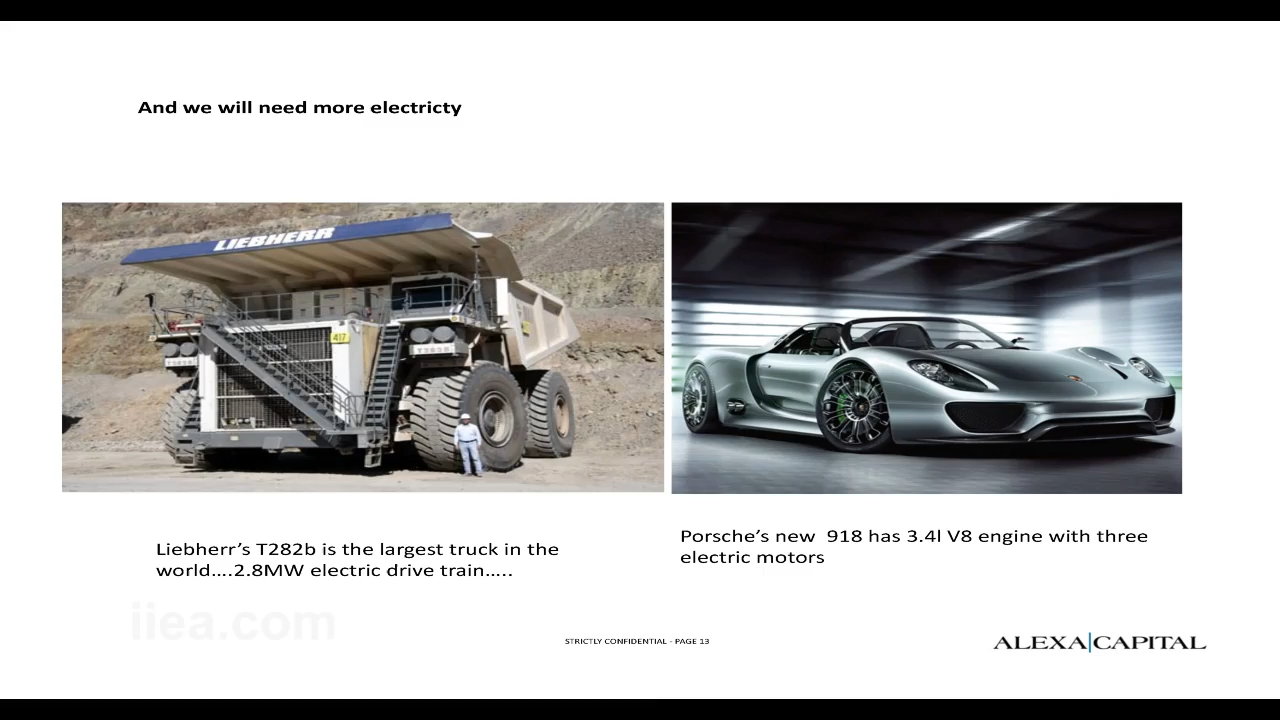 And we will need more electricty
LIEBHERR
417
Liebherr's T282b is the largest truck in the
world....2.8MW electric drive train.....
Porsche's new  918 has 3.4l V8 engine with three
electric motors
iiea.com
STRICTLY CONFIDENTIAL - PAGE 13
ALEXA|CAPITAL